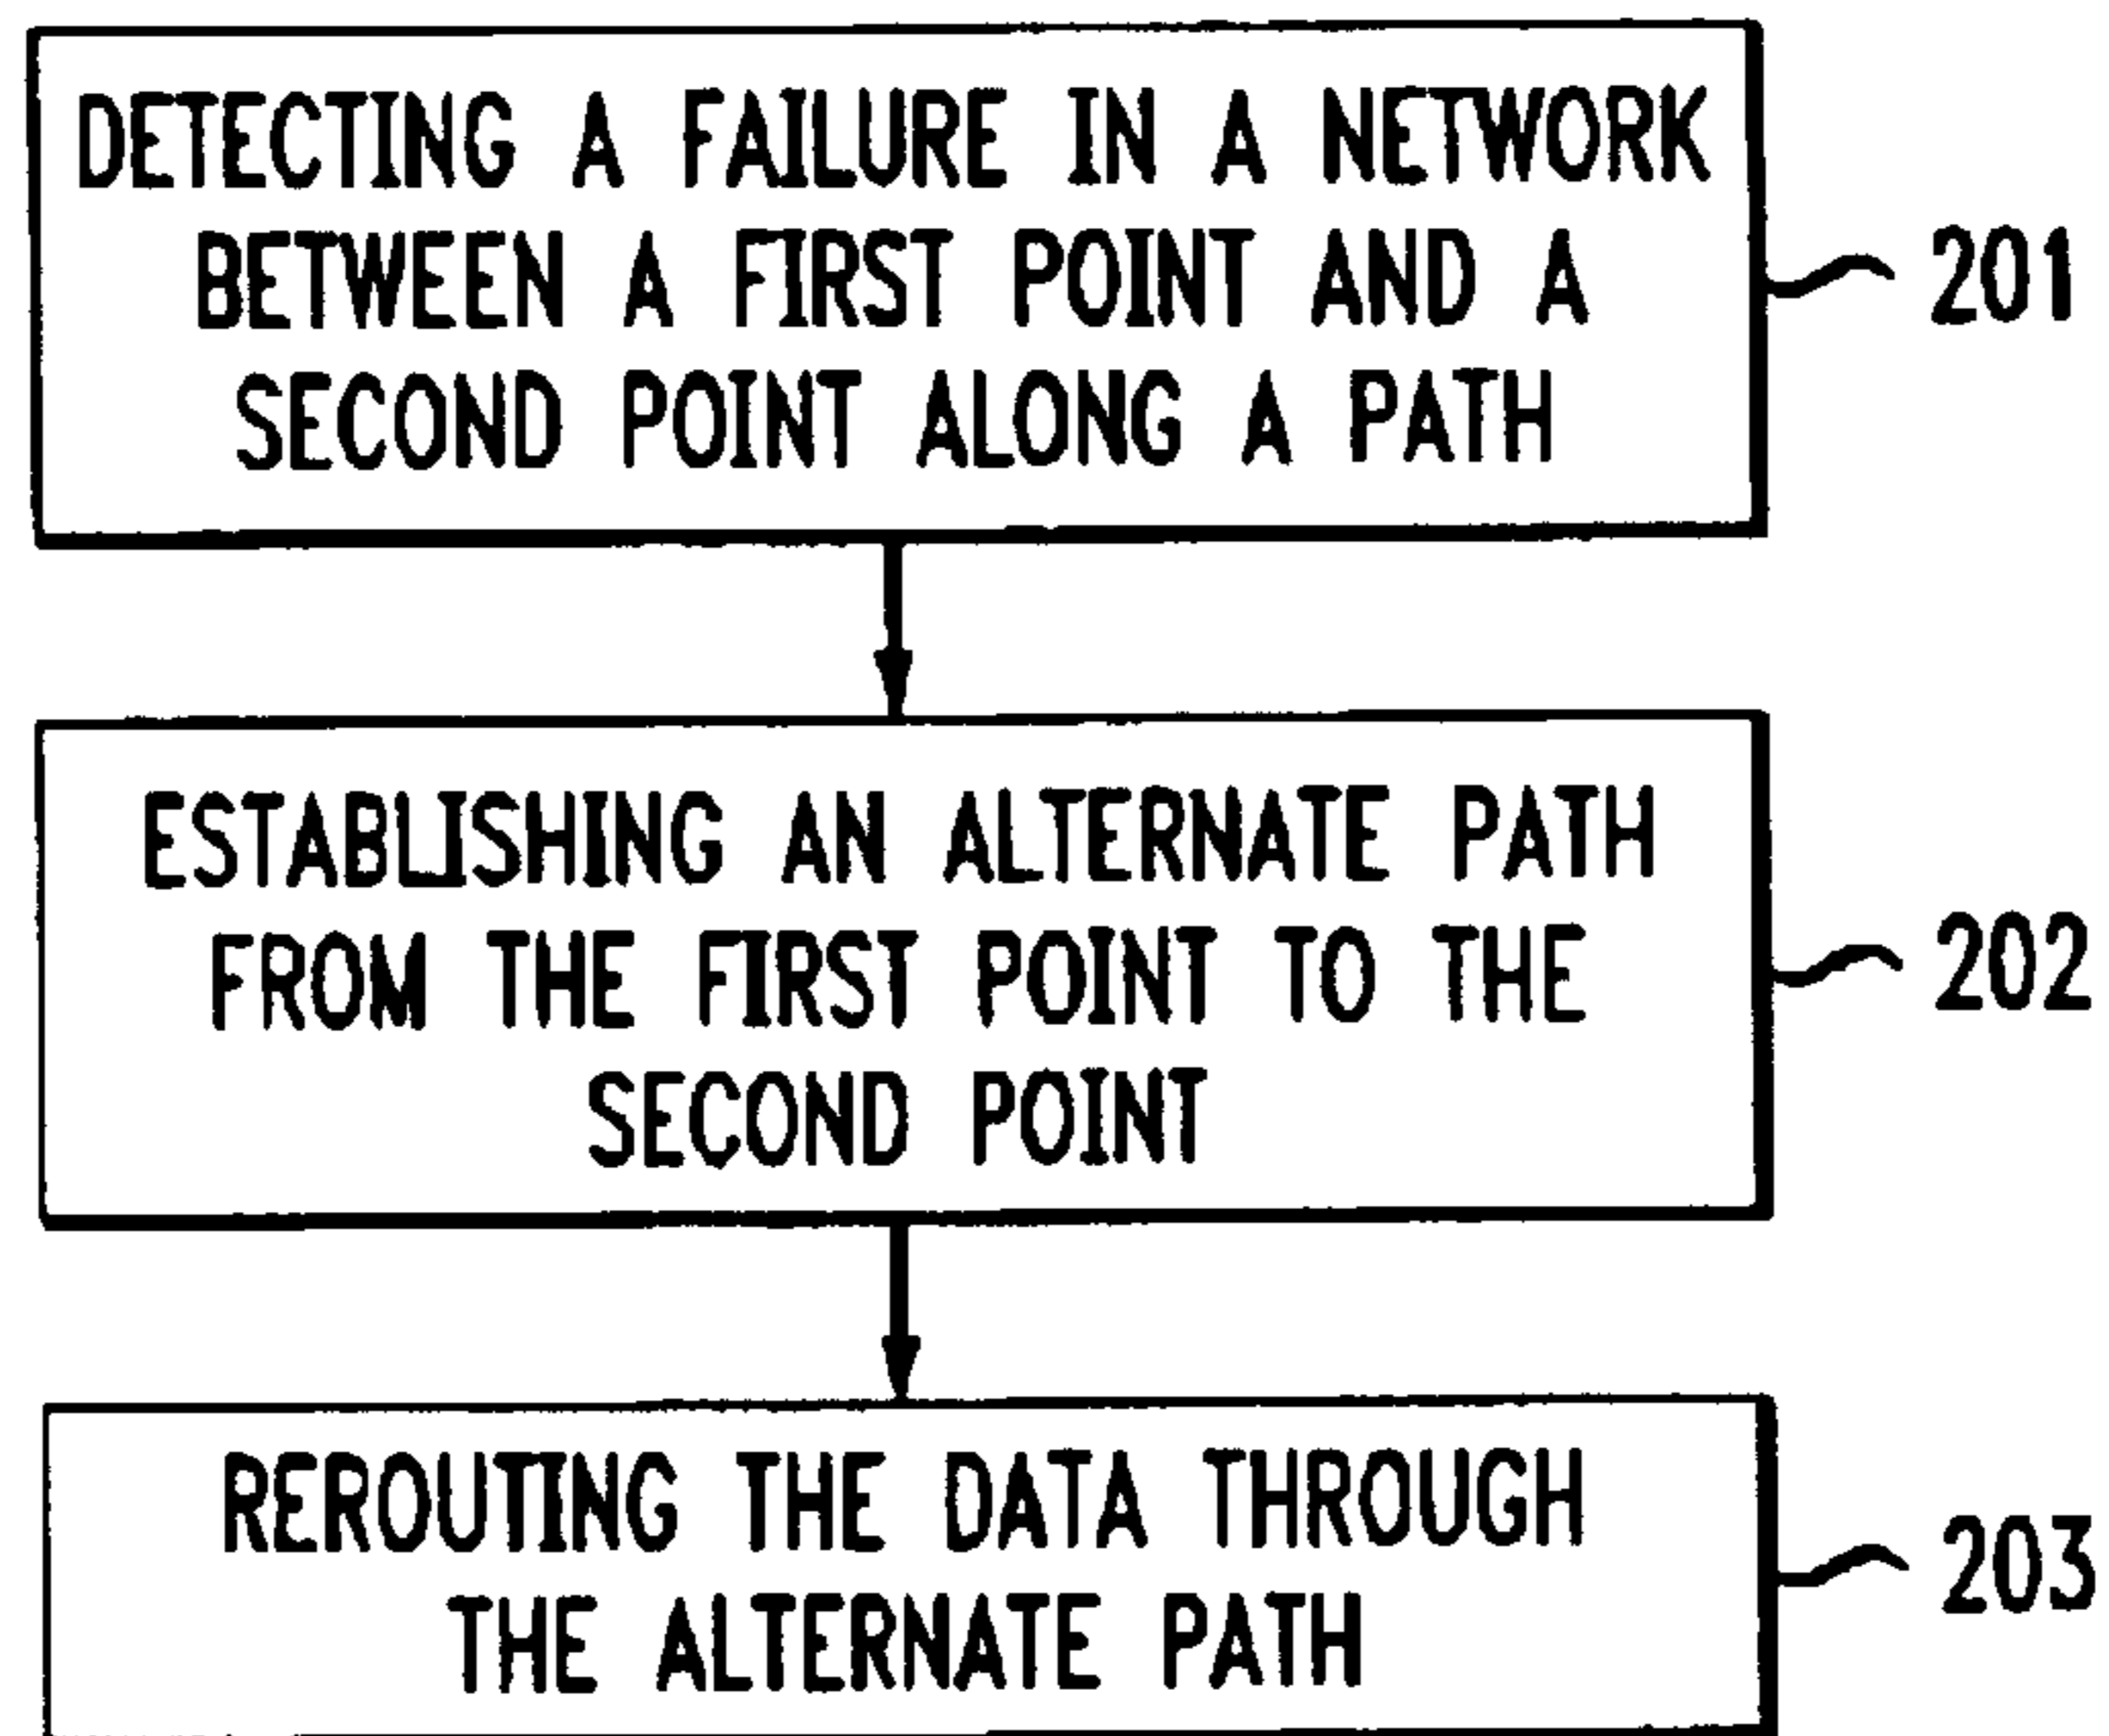 DETECTING A FAILURE IN A NETWORK
BETWEEN A FIRST POINT AND A
SECOND POINT ALONG A PATH
201
ESTABLISHING AN ALTERNATE PATH
FROM THE FIRST POINT TO THE
SECOND POINT
202
REROUTING THE DATA THROUGH
THE ALTERNATE PATH
203